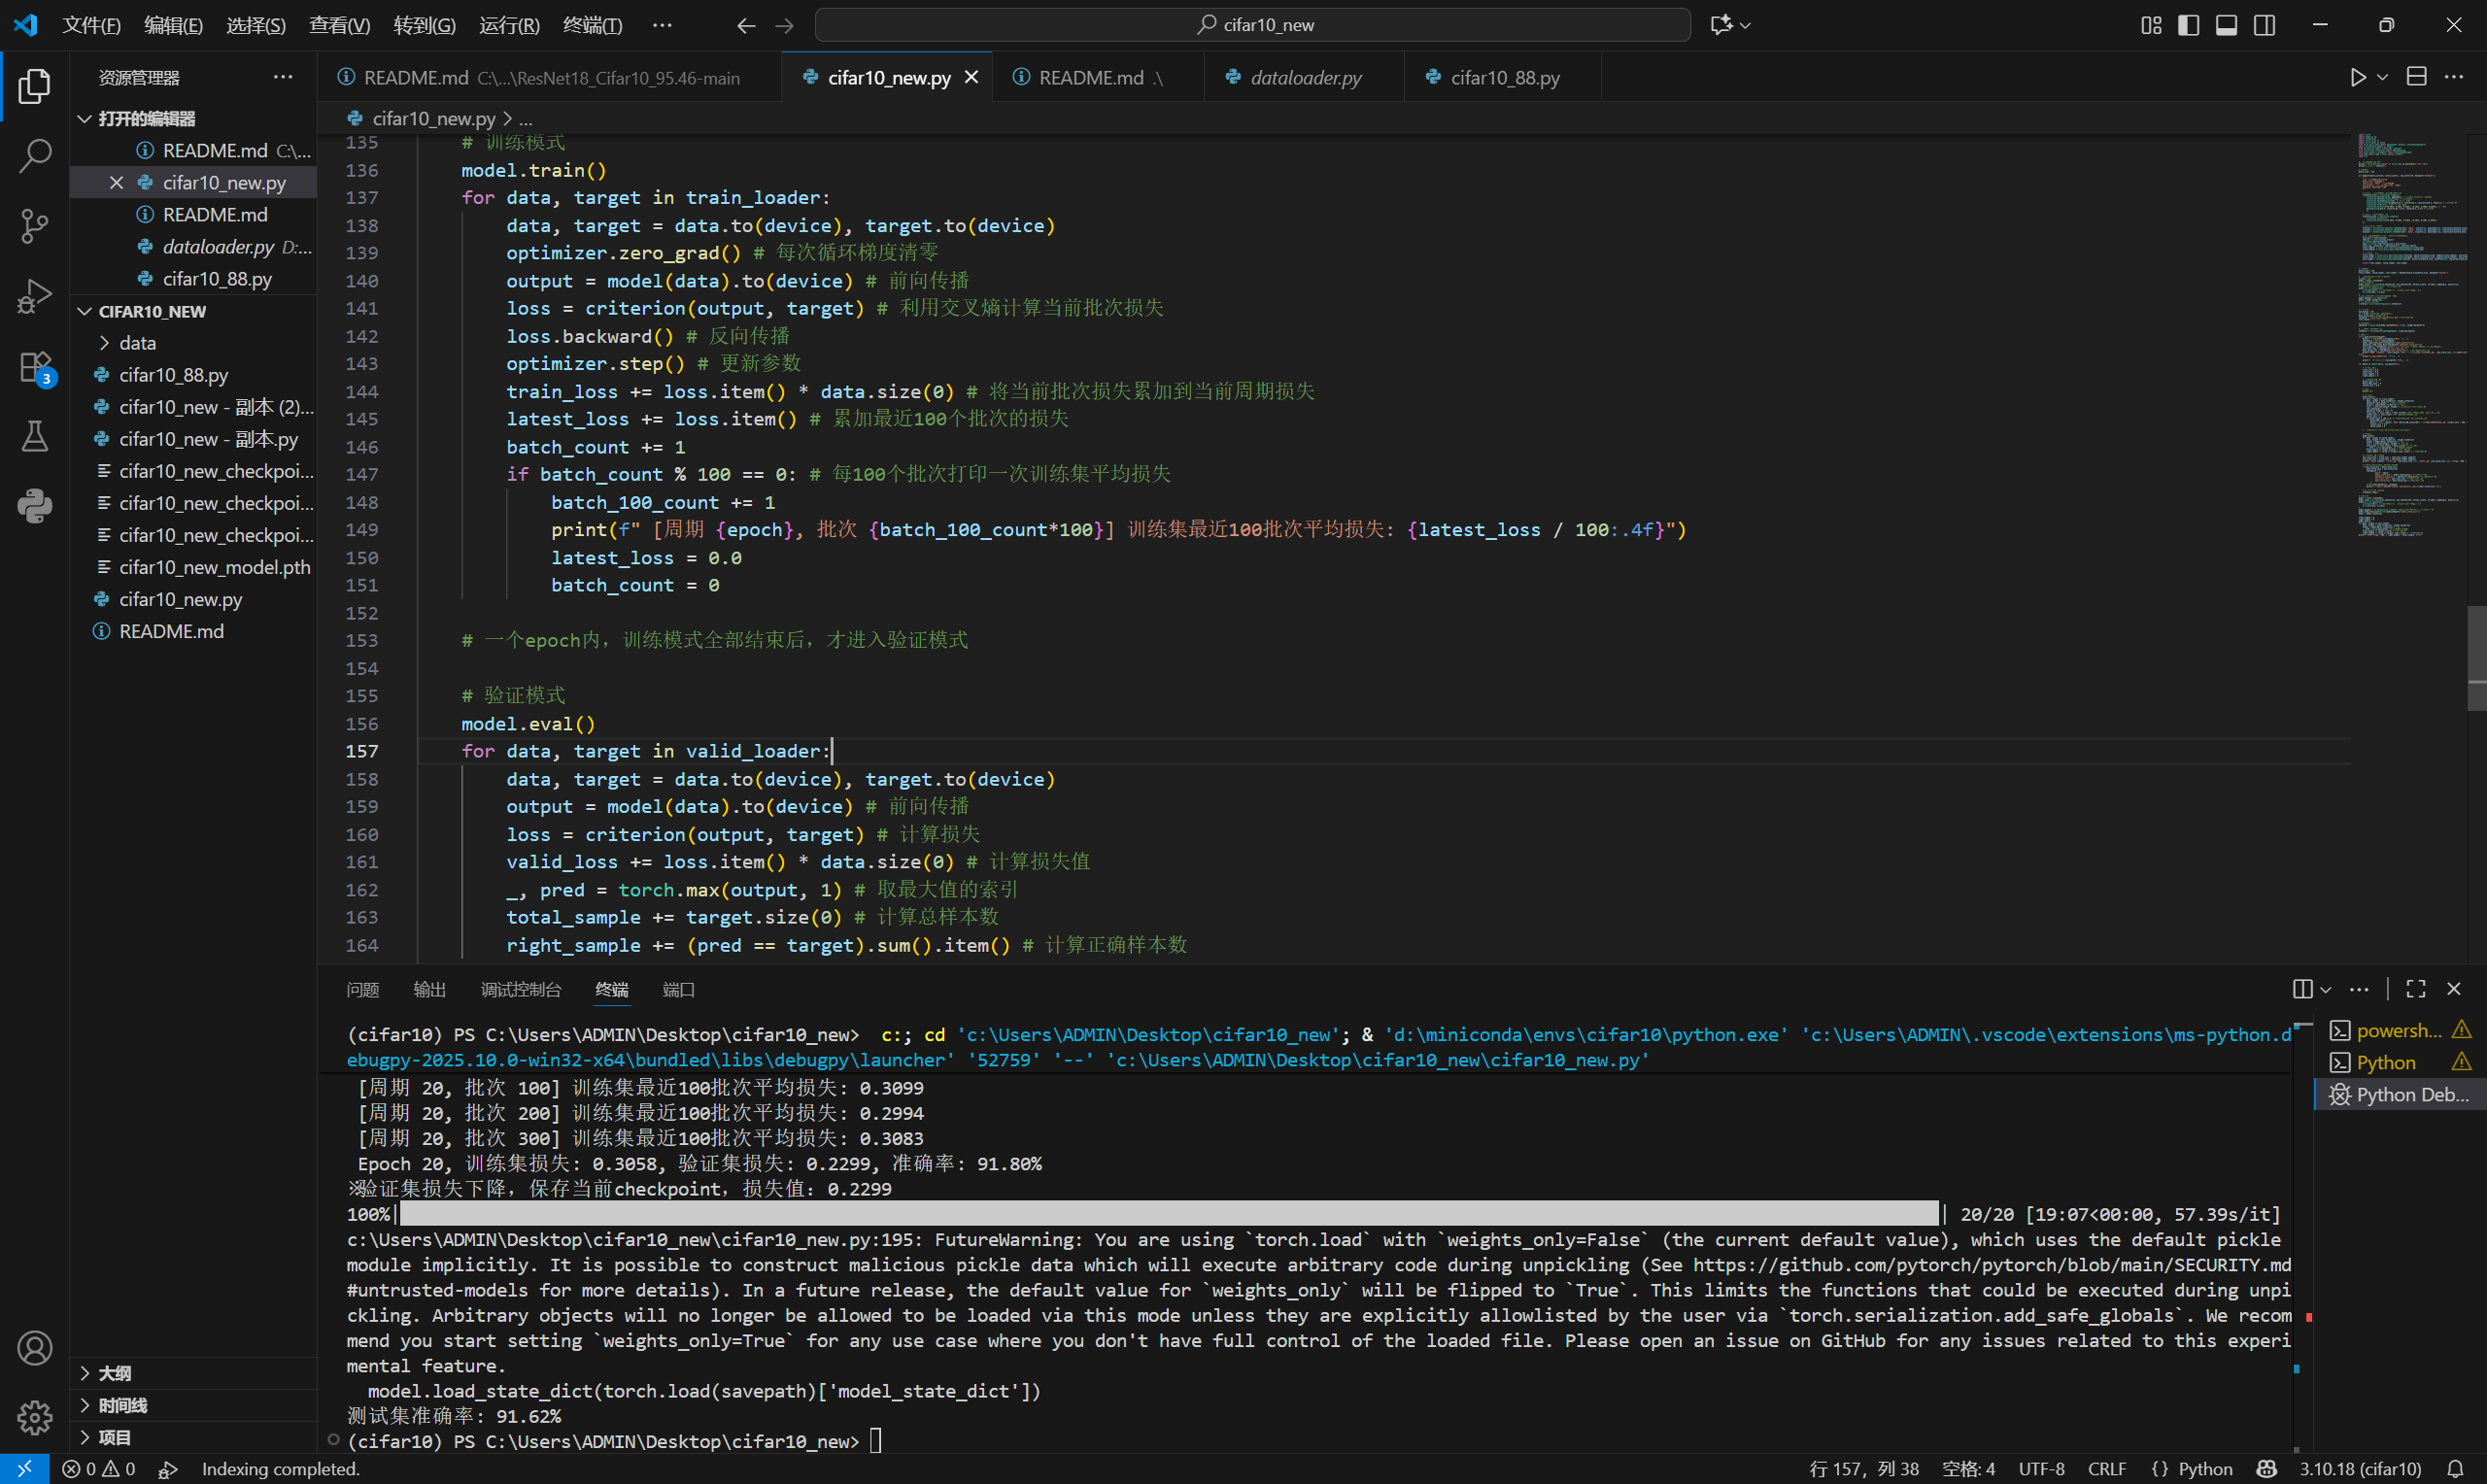 文件(F) 编辑(E) 选择(S) 查看(V) 转到(G) 运行(R) 终端(T) ··· cifar10_new
资源管理器 ···
README.md C:\...\ResNet18_Cifar10_95.46-main cifar10_new.py README.md .\ dataloader.py cifar10_88.py
打开的编辑器
README.md C:\...
cifar10_new.py
README.md
dataloader.py D:...
cifar10_88.py
CIFAR10_NEW
data
cifar10_88.py
cifar10_new - 副本 (2)...
cifar10_new - 副本.py
cifar10_new_checkpoi...
cifar10_new_checkpoi...
cifar10_new_checkpoi...
cifar10_new_model.pth
cifar10_new.py
README.md
大纲
时间线
项目
3
cifar10_new.py > ...
135 # 训练模式
136 model.train()
137 for data, target in train_loader:
138 data, target = data.to(device), target.to(device)
139 optimizer.zero_grad() # 每次循环梯度清零
140 output = model(data).to(device) # 前向传播
141 loss = criterion(output, target) # 利用交叉熵计算当前批次损失
142 loss.backward() # 反向传播
143 optimizer.step() # 更新参数
144 train_loss += loss.item() * data.size(0) # 将当前批次损失累加到当前周期损失
145 latest_loss += loss.item() # 累加最近100个批次的损失
146 batch_count += 1
147 if batch_count % 100 == 0: # 每100个批次打印一次训练集平均损失
148 batch_100_count += 1
149 print(f" [周期 {epoch}, 批次 {batch_100_count*100}] 训练集最近100批次平均损失: {latest_loss / 100:.4f}")
150 latest_loss = 0.0
151 batch_count = 0
152
153 # 一个epoch内，训练模式全部结束后，才进入验证模式
154
155 # 验证模式
156 model.eval()
157 for data, target in valid_loader:
158 data, target = data.to(device), target.to(device)
159 output = model(data).to(device) # 前向传播
160 loss = criterion(output, target) # 计算损失
161 valid_loss += loss.item() * data.size(0) # 计算损失值
162 _, pred = torch.max(output, 1) # 取最大值的索引
163 total_sample += target.size(0) # 计算总样本数
164 right_sample += (pred == target).sum().item() # 计算正确样本数
问题 输出 调试控制台 终端 端口
(cifar10) PS C:\Users\ADMIN\Desktop\cifar10_new> c:; cd 'c:\Users\ADMIN\Desktop\cifar10_new'; & 'd:\miniconda\envs\cifar10\python.exe' 'c:\Users\ADMIN\.vscode\extensions\ms-python.d
ebugpy-2025.10.0-win32-x64\bundled\libs\debugpy\launcher' '52759' '--' 'c:\Users\ADMIN\Desktop\cifar10_new\cifar10_new.py'
[周期 20, 批次 100] 训练集最近100批次平均损失: 0.3099
[周期 20, 批次 200] 训练集最近100批次平均损失: 0.2994
[周期 20, 批次 300] 训练集最近100批次平均损失: 0.3083
Epoch 20, 训练集损失: 0.3058, 验证集损失: 0.2299, 准确率: 91.80%
※验证集损失下降，保存当前checkpoint，损失值: 0.2299
100%| | 20/20 [19:07<00:00, 57.39s/it]
c:\Users\ADMIN\Desktop\cifar10_new\cifar10_new.py:195: FutureWarning: You are using `torch.load` with `weights_only=False` (the current default value), which uses the default pickle
module implicitly. It is possible to construct malicious pickle data which will execute arbitrary code during unpickling (See https://github.com/pytorch/pytorch/blob/main/SECURITY.md
#untrusted-models for more details). In a future release, the default value for `weights_only` will be flipped to `True`. This limits the functions that could be executed during unpi
ckling. Arbitrary objects will no longer be allowed to be loaded via this mode unless they are explicitly allowlisted by the user via `torch.serialization.add_safe_globals`. We recom
mend you start setting `weights_only=True` for any use case where you don't have full control of the loaded file. Please open an issue on GitHub for any issues related to this experi
mental feature.
model.load_state_dict(torch.load(savepath)['model_state_dict'])
测试集准确率: 91.62%
(cifar10) PS C:\Users\ADMIN\Desktop\cifar10_new>
powersh...
Python
Python Deb...
0 0 Indexing completed. 行 157，列 38 空格: 4 UTF-8 CRLF {} Python 3.10.18 (cifar10)